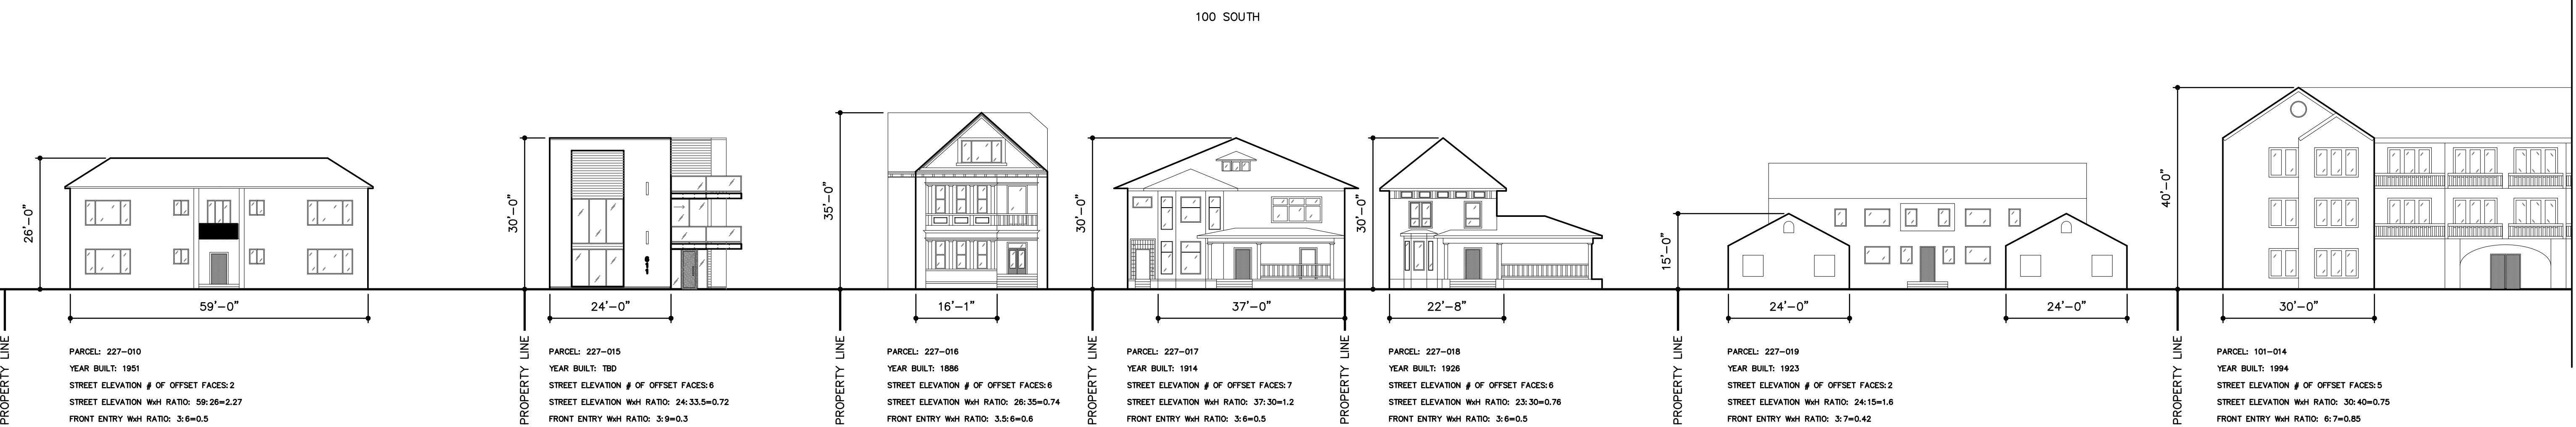 100 SOUTH
26'-0"
59'-0"
PROPERTY LINE
PARCEL: 227-010
YEAR BUILT: 1951
STREET ELEVATION # OF OFFSET FACES: 2
STREET ELEVATION WxH RATIO: 59:26=2.27
FRONT ENTRY WxH RATIO: 3:6=0.5
30'-0"
611
24'-0"
PROPERTY LINE
PARCEL: 227-015
YEAR BUILT: TBD
STREET ELEVATION # OF OFFSET FACES: 6
STREET ELEVATION WxH RATIO: 24:33.5=0.72
FRONT ENTRY WxH RATIO: 3:9=0.3
35'-0"
16'-1"
PROPERTY LINE
PARCEL: 227-016
YEAR BUILT: 1886
STREET ELEVATION # OF OFFSET FACES: 6
STREET ELEVATION WxH RATIO: 26:35=0.74
FRONT ENTRY WxH RATIO: 3.5:6=0.6
30'-0"
37'-0"
PROPERTY LINE
PARCEL: 227-017
YEAR BUILT: 1914
STREET ELEVATION # OF OFFSET FACES: 7
STREET ELEVATION WxH RATIO: 37:30=1.2
FRONT ENTRY WxH RATIO: 3:6=0.5
30'-0"
22'-8"
PROPERTY LINE
PARCEL: 227-018
YEAR BUILT: 1926
STREET ELEVATION # OF OFFSET FACES: 6
STREET ELEVATION WxH RATIO: 23:30=0.76
FRONT ENTRY WxH RATIO: 3:6=0.5
15'-0"
24'-0"
24'-0"
PROPERTY LINE
PARCEL: 227-019
YEAR BUILT: 1923
STREET ELEVATION # OF OFFSET FACES: 2
STREET ELEVATION WxH RATIO: 24:15=1.6
FRONT ENTRY WxH RATIO: 3:7=0.42
40'-0"
30'-0"
PROPERTY LINE
PARCEL: 101-014
YEAR BUILT: 1994
STREET ELEVATION # OF OFFSET FACES: 5
STREET ELEVATION WxH RATIO: 30:40=0.75
FRONT ENTRY WxH RATIO: 6:7=0.85